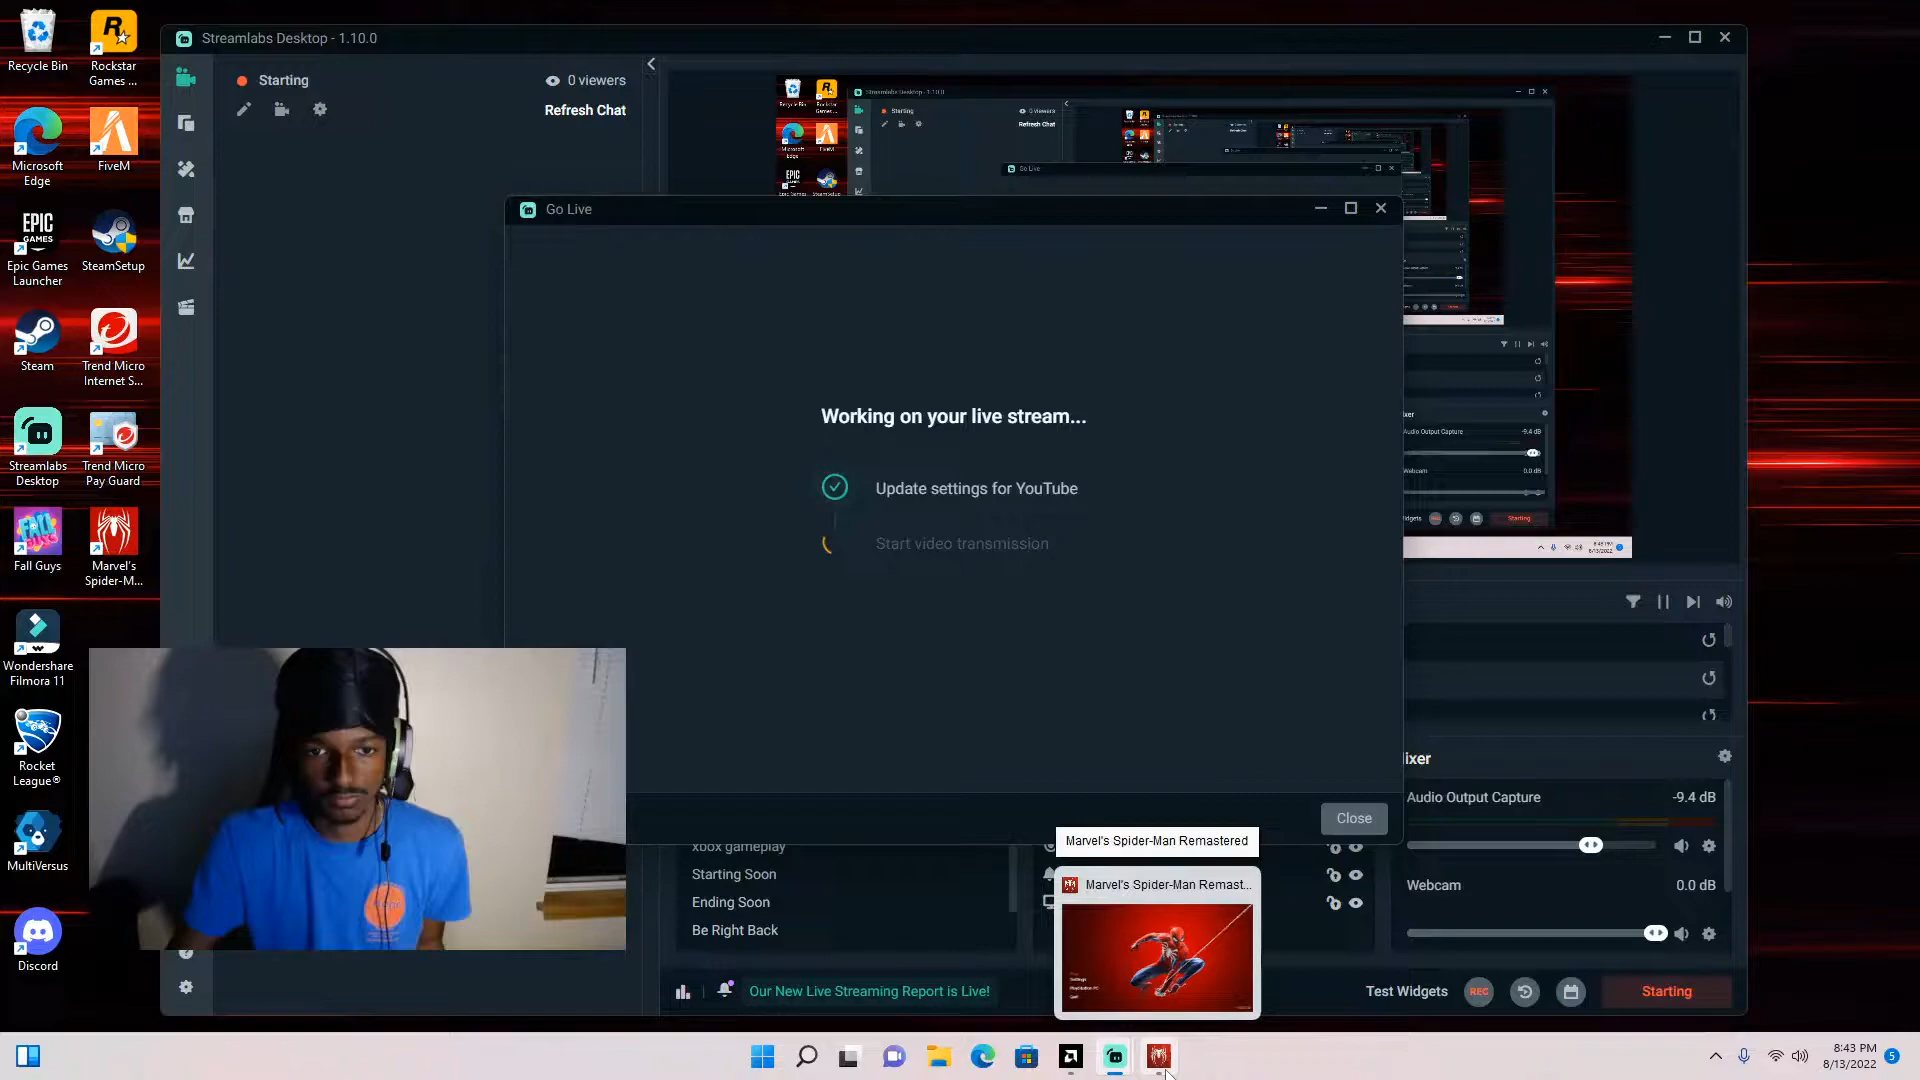 Recycle Bin
Rockstar
Games ...
Microsoft
Edge
FiveM
EPIC
GAMES
Epic Games
Launcher
SteamSetup
Steam
Trend Micro
Internet S...
Streamlabs
Desktop
Trend Micro
Pay Guard
FALL
GUYS
Fall Guys
Marvel's
Spider-M...
Wondershare
Filmora 11
Rocket
League®
MultiVersus
Discord
Streamlabs Desktop - 1.10.0
Starting
0 viewers
Refresh Chat
Go Live
Working on your live stream...
Update settings for YouTube
Start video transmission
Close
Marvel's Spider-Man Remastered
Marvel's Spider-Man Remast...
xbox gameplay
Starting Soon
Ending Soon
Be Right Back
Our New Live Streaming Report is Live!
ixer
Audio Output Capture
-9.4 dB
Webcam
0.0 dB
Test Widgets
REC
Starting
8:43 PM
8/13/2022
5